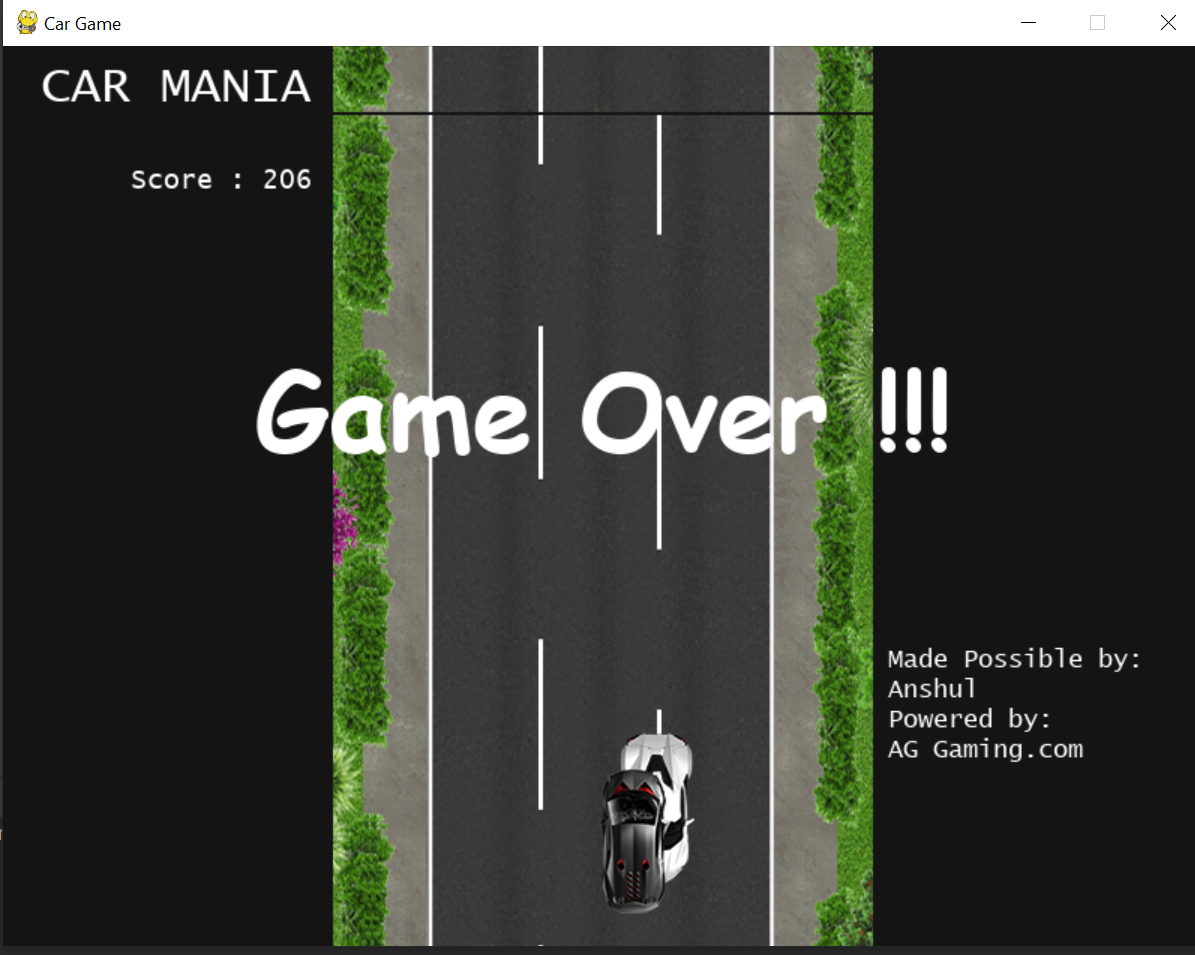 Car Game
CAR MANIA
Score : 206
Game Over !!!
Made Possible by:
Anshul
Powered by:
AG Gaming.com